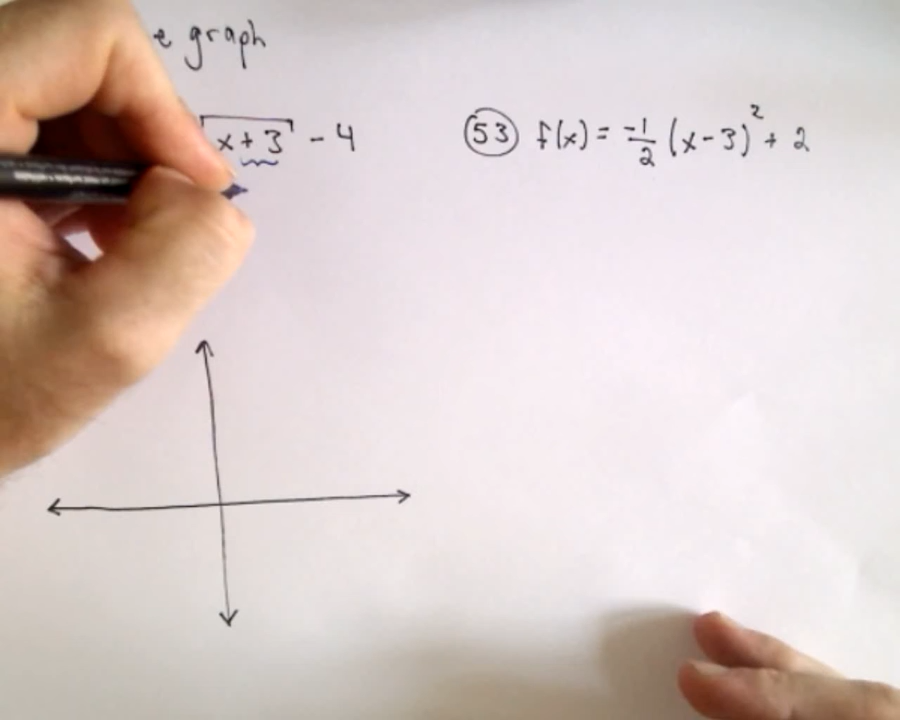 e graph
√x + 3 - 4
53 f(x) = -1/2 (x-3)² + 2